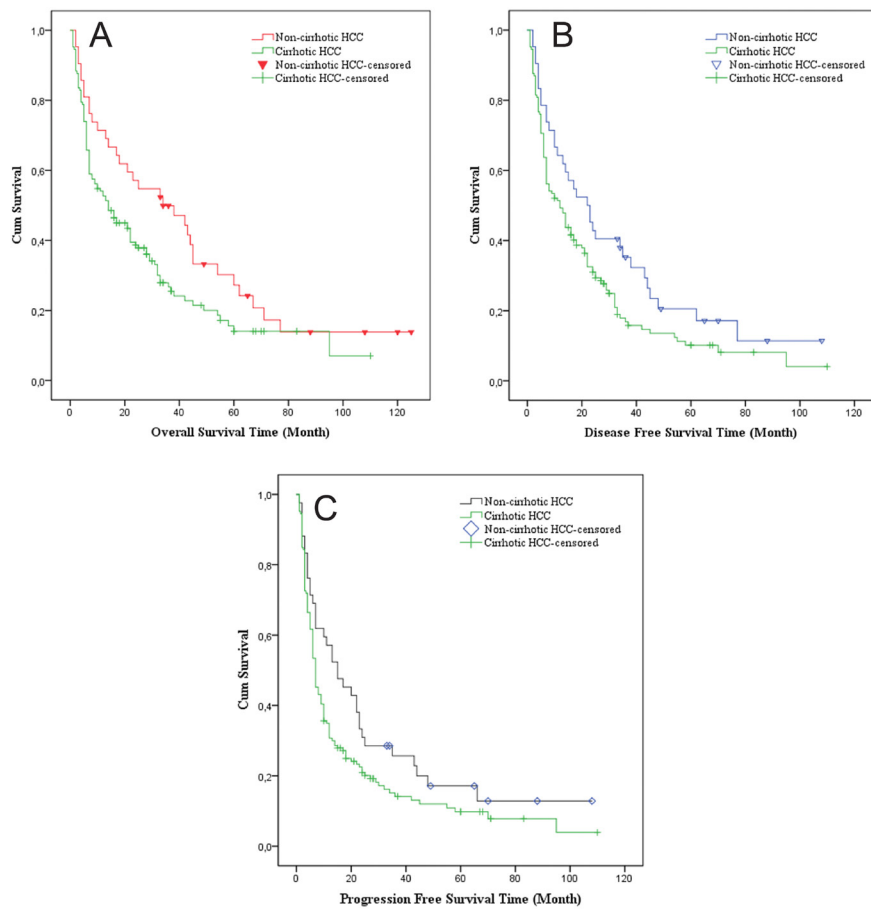 A
Non-cirrhotic HCC
Cirrhotic HCC
Non-cirrhotic HCC-censored
Cirrhotic HCC-censored
1,0
0,8
0,6
0,4
0,2
0,0
Cum Survival
0 20 40 60 80 100 120
Overall Survival Time (Month)
B
Non-cirrhotic HCC
Cirrhotic HCC
Non-cirrhotic HCC-censored
Cirrhotic HCC-censored
1,0
0,8
0,6
0,4
0,2
0,0
Cum Survival
0 20 40 60 80 100 120
Disease Free Survival Time (Month)
C
Non-cirrhotic HCC
Cirrhotic HCC
Non-cirrhotic HCC-censored
Cirrhotic HCC-censored
1,0
0,8
0,6
0,4
0,2
0,0
Cum Survival
0 20 40 60 80 100 120
Progression Free Survival Time (Month)